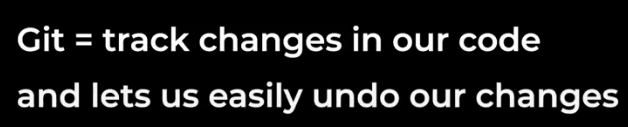 Git = track changes in our code
and lets us easily undo our changes